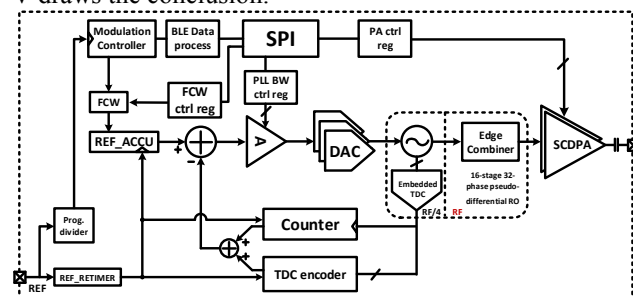 V draws the conclusion.
Modulation
Controller
BLE Data
process
SPI
PA ctrl
reg
FCW
FCW
ctrl reg
PLL BW
ctrl reg
REF_ACCU
+
-
A
DAC
Embedded
TDC
RF/4
RF
Edge
Combiner
16-stage 32-
phase pseudo-
differential RO
SCDPA
Prog.
divider
Counter
+
+
TDC encoder
REF
REF_RETIMER